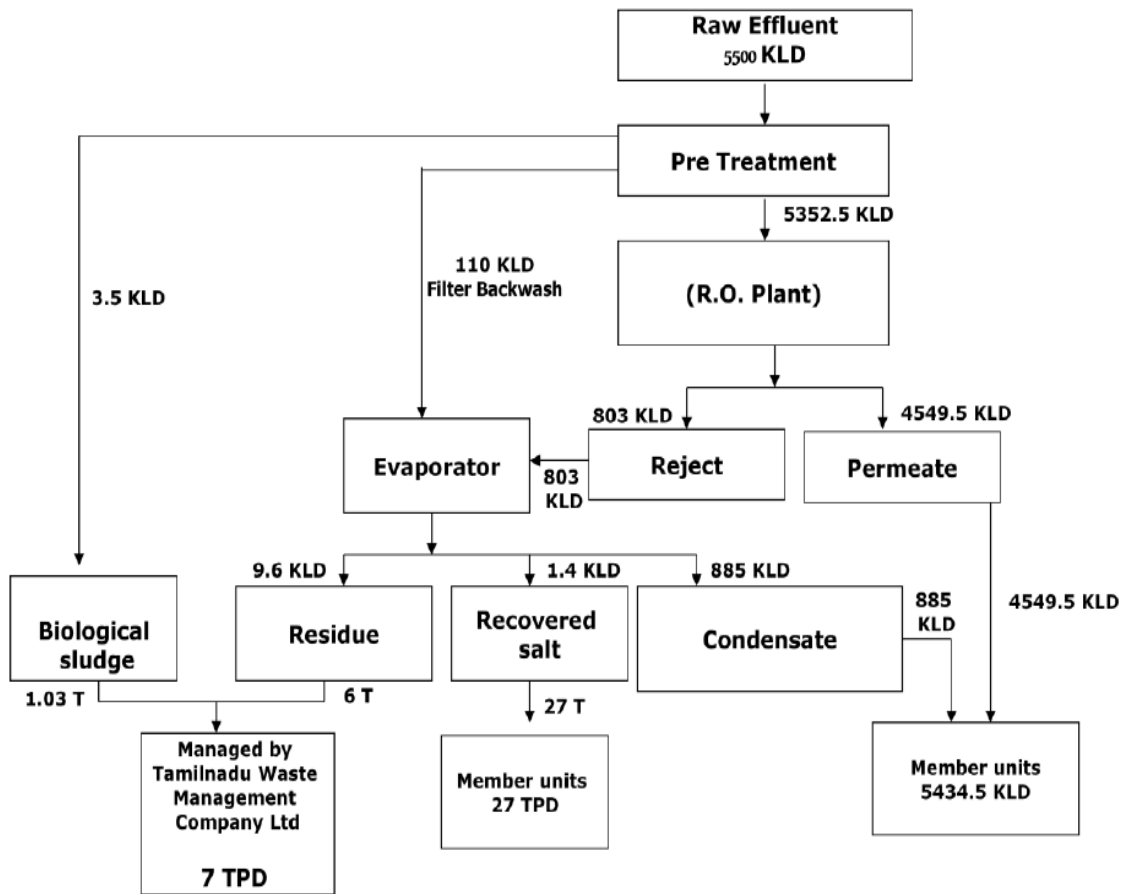 Raw Effluent
5500 KLD
Pre Treatment
5352.5 KLD
110 KLD
Filter Backwash
3.5 KLD
(R.O. Plant)
803 KLD
4549.5 KLD
Evaporator
803
KLD
Reject
Permeate
9.6 KLD
1.4 KLD
885 KLD
885
KLD
4549.5 KLD
Biological
sludge
Residue
Recovered
salt
Condensate
1.03 T
6 T
27 T
Managed by
Tamilnadu Waste
Management
Company Ltd
7 TPD
Member units
27 TPD
Member units
5434.5 KLD